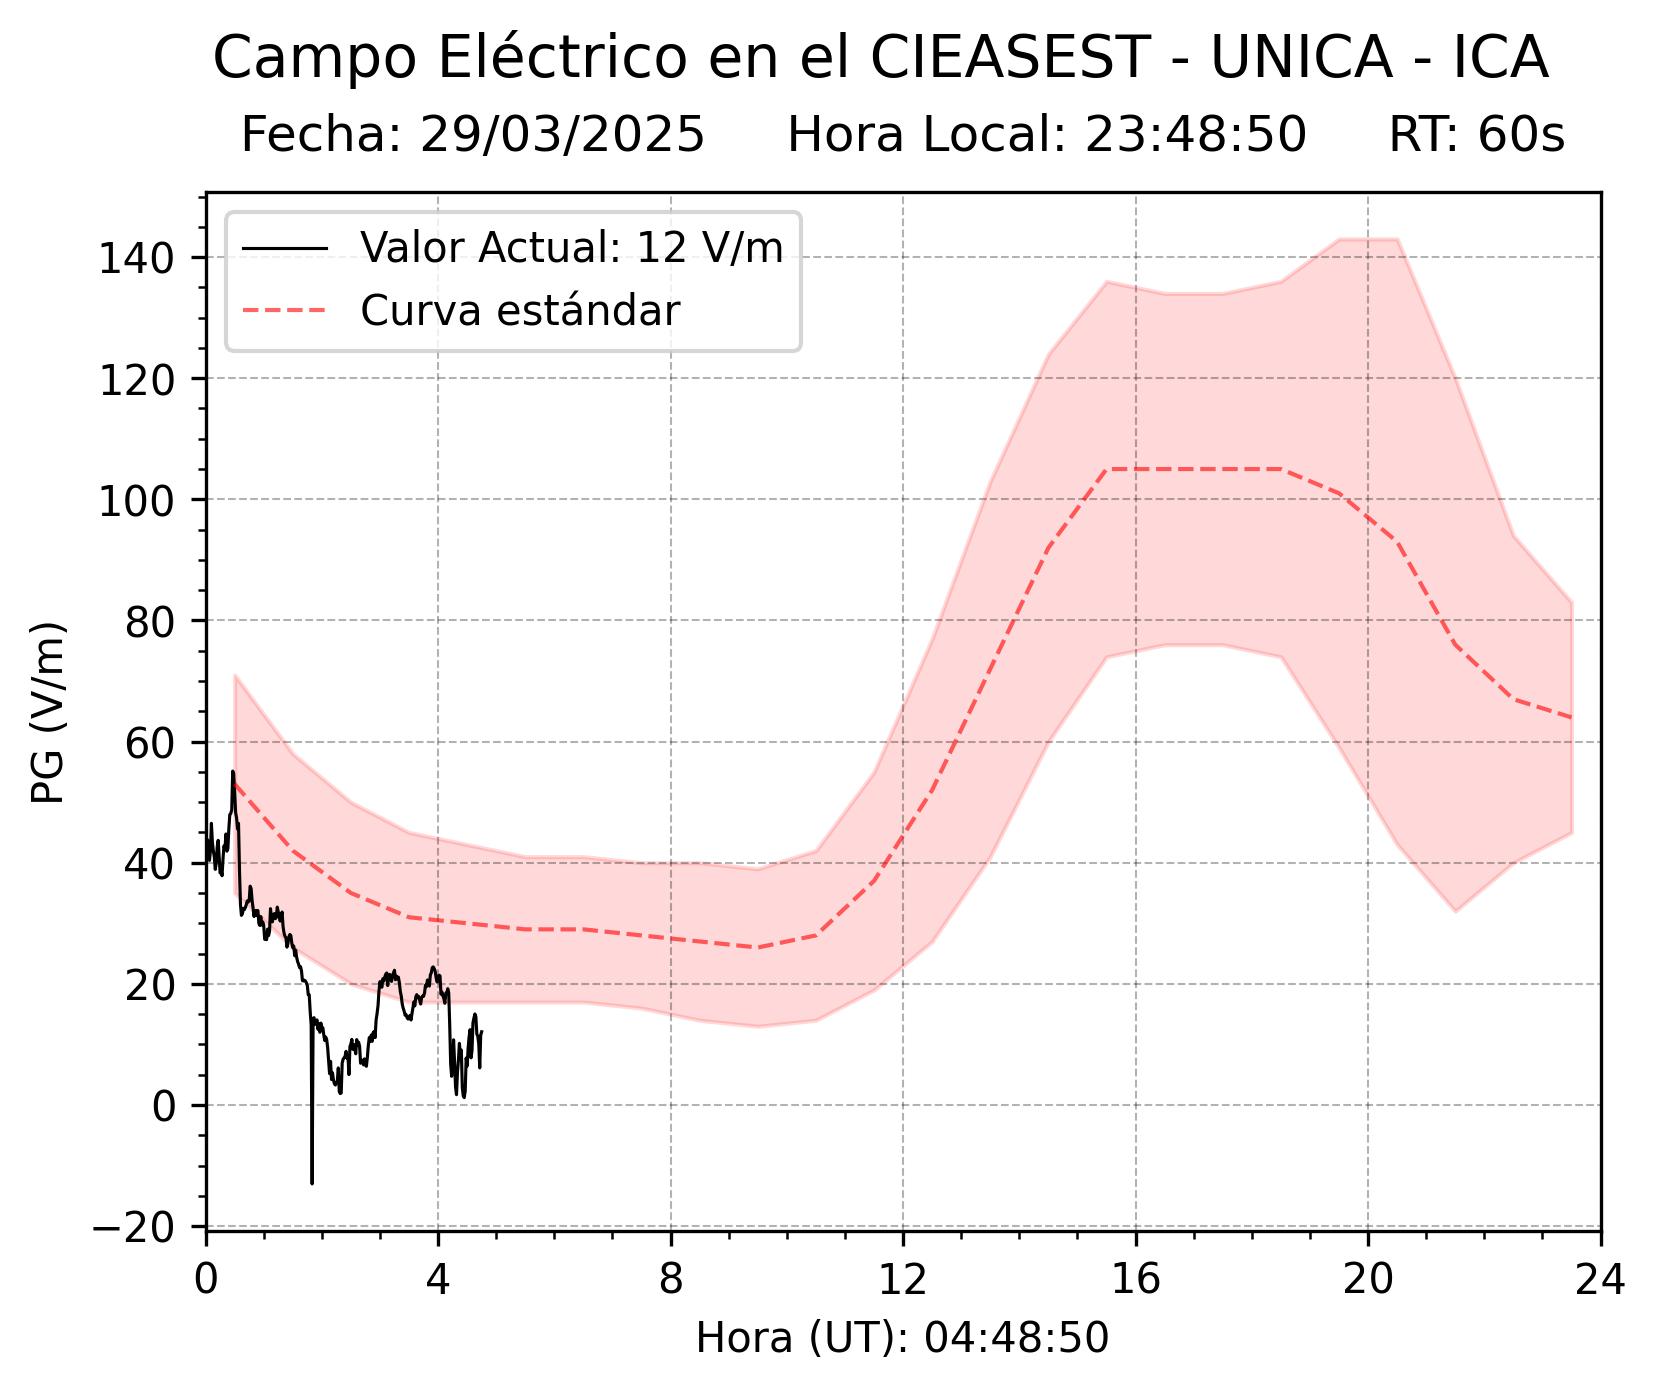 Campo Eléctrico en el CIEASEST - UNICA - ICA
Fecha: 29/03/2025 Hora Local: 23:48:50 RT: 60s
Valor Actual: 12 V/m
Curva estándar
140
120
100
80
60
40
20
0
−20
PG (V/m)
0 4 8 12 16 20 24
Hora (UT): 04:48:50